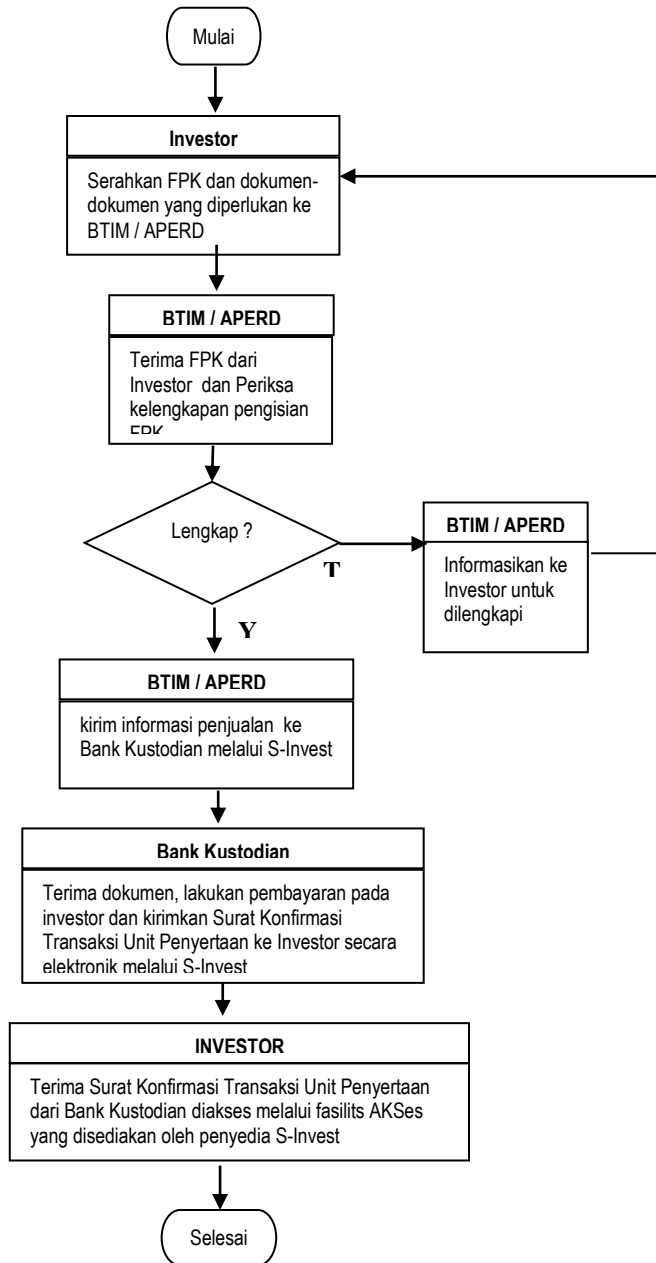 Mulai
Investor
Serahkan FPK dan dokumen-
dokumen yang diperlukan ke
BTIM / APERD
BTIM / APERD
Terima FPK dari
Investor dan Periksa
kelengkapan pengisian
FPK
Lengkap ?
T
BTIM / APERD
Informasikan ke
Investor untuk
dilengkapi
Y
BTIM / APERD
kirim informasi penjualan ke
Bank Kustodian melalui S-Invest
Bank Kustodian
Terima dokumen, lakukan pembayaran pada
investor dan kirimkan Surat Konfirmasi
Transaksi Unit Penyertaan ke Investor secara
elektronik melalui S-Invest
INVESTOR
Terima Surat Konfirmasi Transaksi Unit Penyertaan
dari Bank Kustodian diakses melalui fasilits AKSes
yang disediakan oleh penyedia S-Invest
Selesai